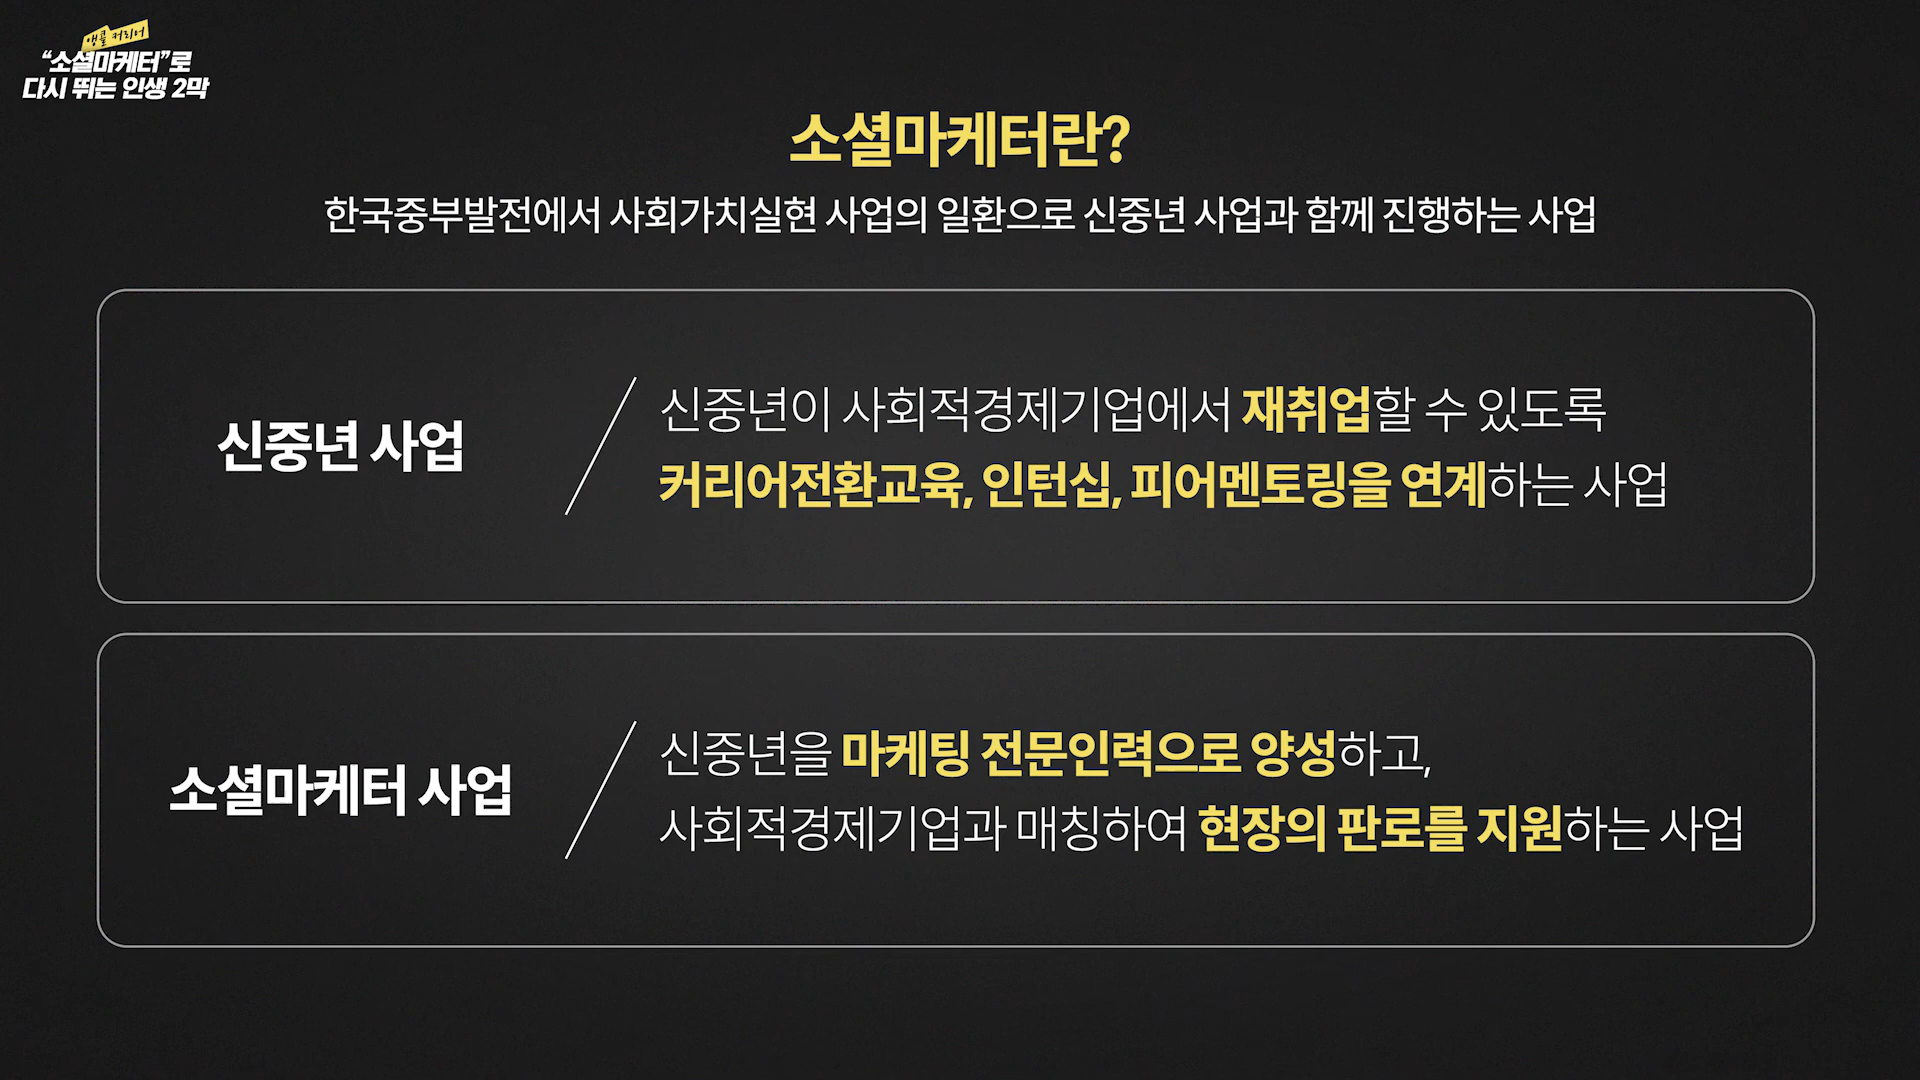 앵콜 커리어
“소셜마케터”로
다시 뛰는 인생 2막
소셜마케터란?
한국중부발전에서 사회가치실현 사업의 일환으로 신중년 사업과 함께 진행하는 사업
신중년 사업
신중년이 사회적경제기업에서 재취업할 수 있도록
커리어전환교육, 인턴십, 피어멘토링을 연계하는 사업
소셜마케터 사업
신중년을 마케팅 전문인력으로 양성하고,
사회적경제기업과 매칭하여 현장의 판로를 지원하는 사업